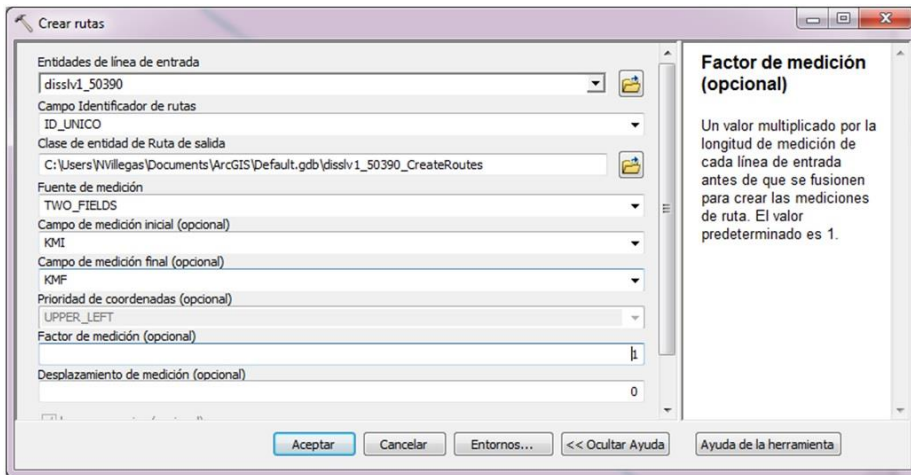 Crear rutas
Entidades de línea de entrada
disslv1_50390
Campo Identificador de rutas
ID_UNICO
Clase de entidad de Ruta de salida
C:\Users\NVillegas\Documents\ArcGIS\Default.gdb\disslv1_50390_CreateRoutes
Fuente de medición
TWO_FIELDS
Campo de medición inicial (opcional)
KMI
Campo de medición final (opcional)
KMF
Prioridad de coordenadas (opcional)
UPPER_LEFT
Factor de medición (opcional)
1
Desplazamiento de medición (opcional)
0
Aceptar
Cancelar
Entornos...
<< Ocultar Ayuda
Factor de medición
(opcional)
Un valor multiplicado por la
longitud de medición de
cada línea de entrada
antes de que se fusionen
para crear las mediciones
de ruta. El valor
predeterminado es 1.
Ayuda de la herramienta